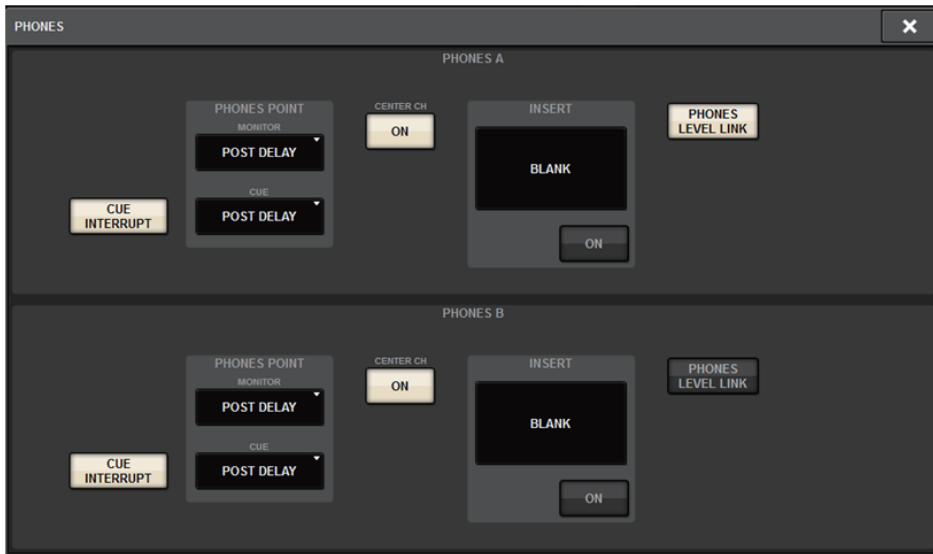 PHONES
PHONES A
PHONES POINT
MONITOR
POST DELAY
CUE
POST DELAY
CUE
INTERRUPT
CENTER CH
ON
INSERT
BLANK
ON
PHONES
LEVEL LINK
PHONES B
PHONES POINT
MONITOR
POST DELAY
CUE
POST DELAY
CUE
INTERRUPT
CENTER CH
ON
INSERT
BLANK
ON
PHONES
LEVEL LINK